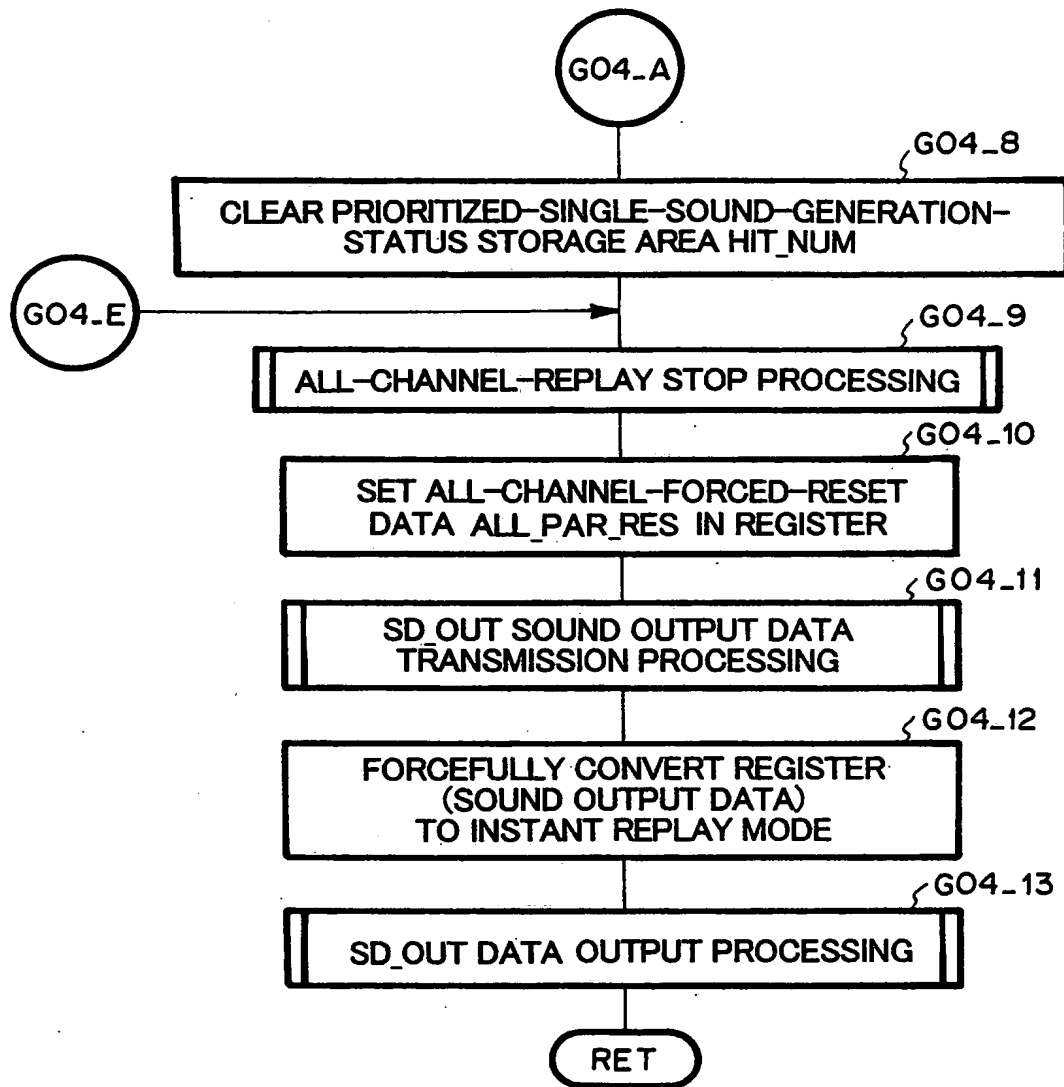 G04_A
G04_8
CLEAR PRIORITIZED-SINGLE-SOUND-GENERATION-
STATUS STORAGE AREA HIT_NUM
G04_E
G04_9
ALL-CHANNEL-REPLAY STOP PROCESSING
G04_10
SET ALL-CHANNEL-FORCED-RESET
DATA ALL_PAR_RES IN REGISTER
G04_11
SD_OUT SOUND OUTPUT DATA
TRANSMISSION PROCESSING
G04_12
FORCEFULLY CONVERT REGISTER
(SOUND OUTPUT DATA)
TO INSTANT REPLAY MODE
G04_13
SD_OUT DATA OUTPUT PROCESSING
RET